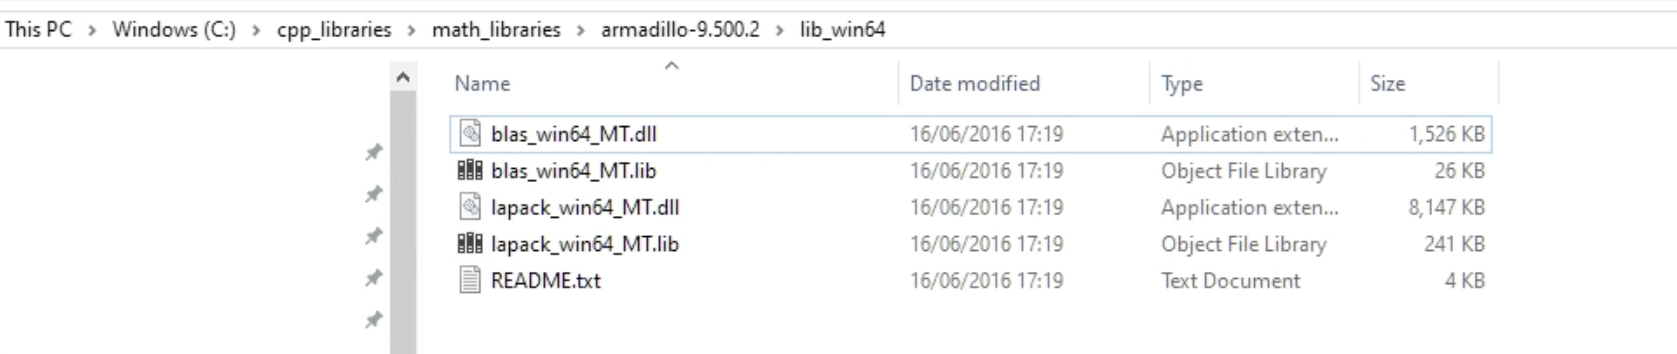 This PC > Windows (C:) > cpp_libraries > math_libraries > armadillo-9.500.2 > lib_win64
Name Date modified Type Size
blas_win64_MT.dll 16/06/2016 17:19 Application exten... 1,526 KB
blas_win64_MT.lib 16/06/2016 17:19 Object File Library 26 KB
lapack_win64_MT.dll 16/06/2016 17:19 Application exten... 8,147 KB
lapack_win64_MT.lib 16/06/2016 17:19 Object File Library 241 KB
README.txt 16/06/2016 17:19 Text Document 4 KB